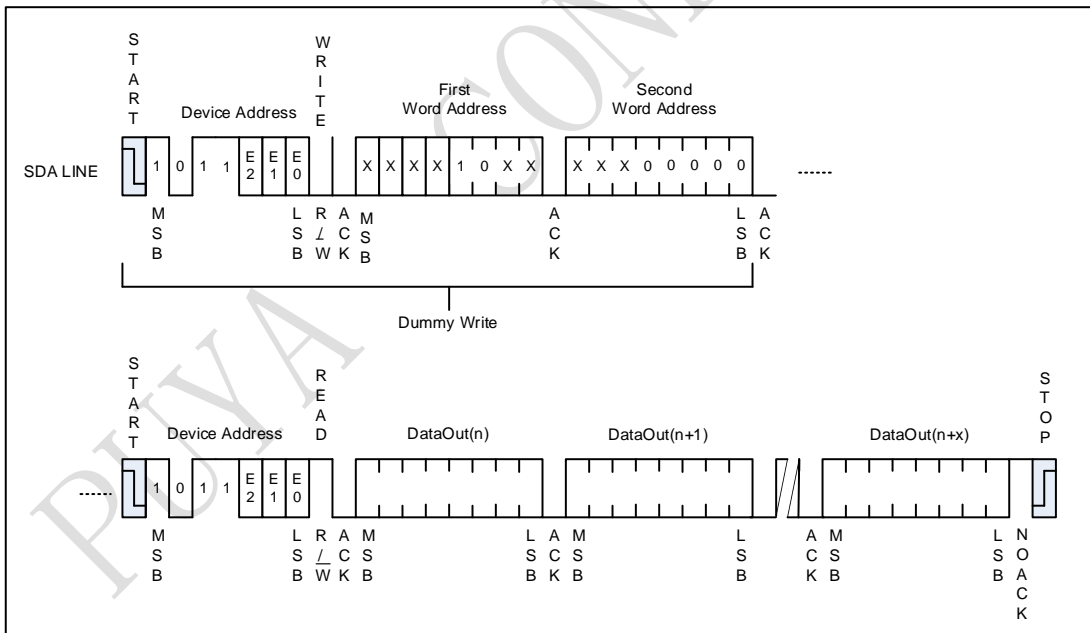 START
WRITE
Device Address
First
Word Address
Second
Word Address
SDA LINE
1 0 1 1 E2 E1 E0
X X X X 1 0 X X
X X X 0 0 0 0 0
......
MSB
LSB
R/W
ACK
MSB
ACK
LSB
ACK
Dummy Write
START
READ
STOP
Device Address
DataOut(n)
DataOut(n+1)
DataOut(n+x)
......
1 0 1 1 E2 E1 E0
MSB
LSB
R/W
ACK
MSB
LSB
ACK
MSB
LSB
ACK
MSB
LSB
NOACK
PUYA CON